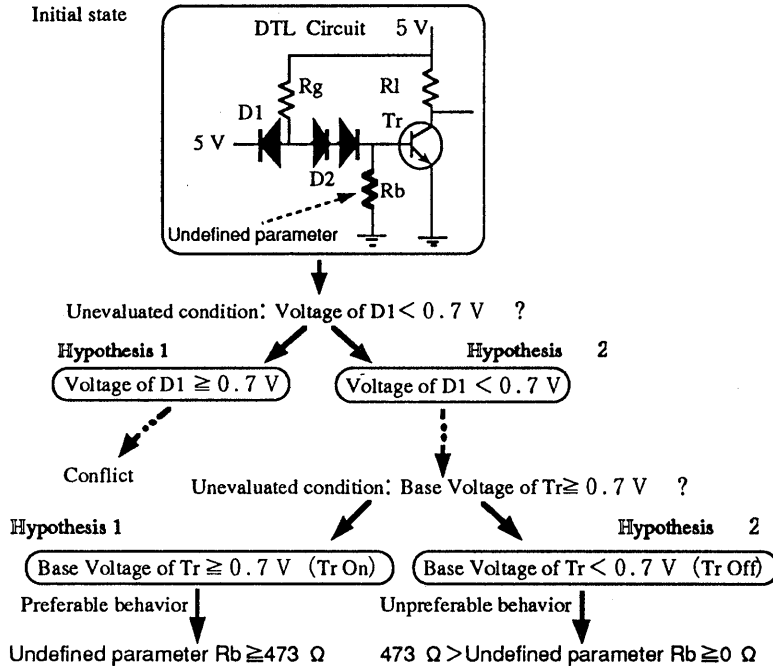 Initial state
DTL Circuit 5 V
Rg
Rl
D1
Tr
5 V
D2
Rb
Undefined parameter
Unevaluated condition: Voltage of D1 < 0.7 V ?
Hypothesis 1
Hypothesis 2
Voltage of D1 ≧ 0.7 V
Voltage of D1 < 0.7 V
Conflict
Unevaluated condition: Base Voltage of Tr ≧ 0.7 V ?
Hypothesis 1
Hypothesis 2
Base Voltage of Tr ≧ 0.7 V (Tr On)
Base Voltage of Tr < 0.7 V (Tr Off)
Preferable behavior
Unpreferable behavior
Undefined parameter Rb ≧ 473 Ω
473 Ω > Undefined parameter Rb ≧ 0 Ω